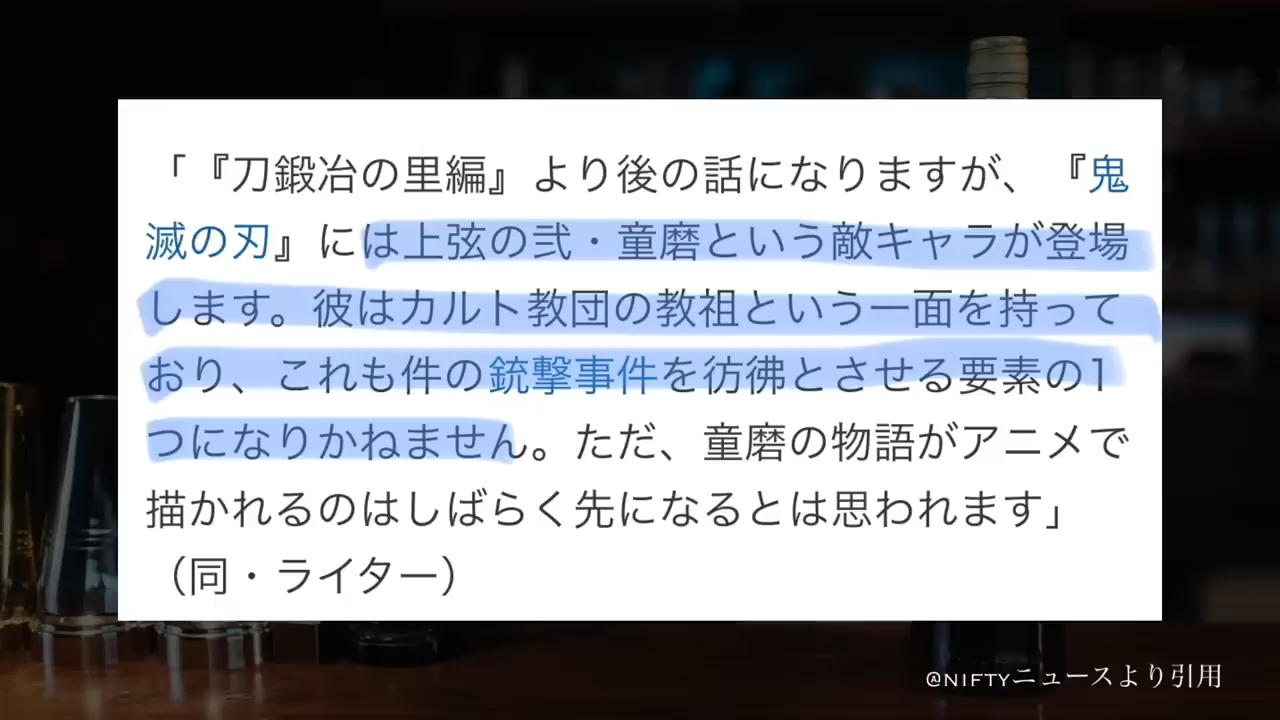 「『刀鍛冶の里編』より後の話になりますが、『鬼
滅の刃』には上弦の弐・童磨という敵キャラが登場
します。彼はカルト教団の教祖という一面を持って
おり、これも件の銃撃事件を彷彿とさせる要素の1
つになりかねません。ただ、童磨の物語がアニメで
描かれるのはしばらく先になるとは思われます」
（同・ライター）
@NIFTYニュースより引用